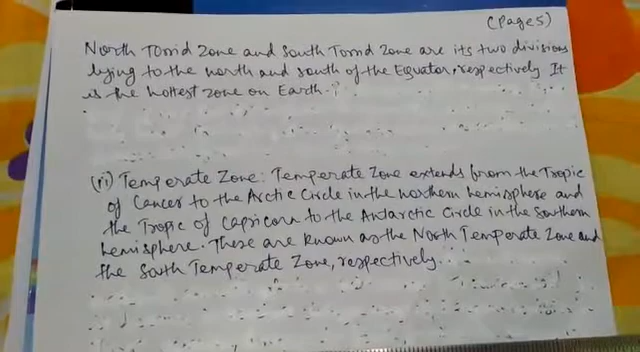 (Page 5)
North Torrid Zone and South Torrid Zone are its two divisions
lying to the north and south of the Equator, respectively It
is the hottest zone on Earth.
(ii) Temperate Zone: Temperate Zone extends from the Tropic
of Cancer to the Arctic Circle in the northern hemisphere and
the Tropic of Capricorn to the Antarctic Circle in the Southern
hemisphere. These are known as the North Temperate Zone and
the South Temperate Zone, respectively.